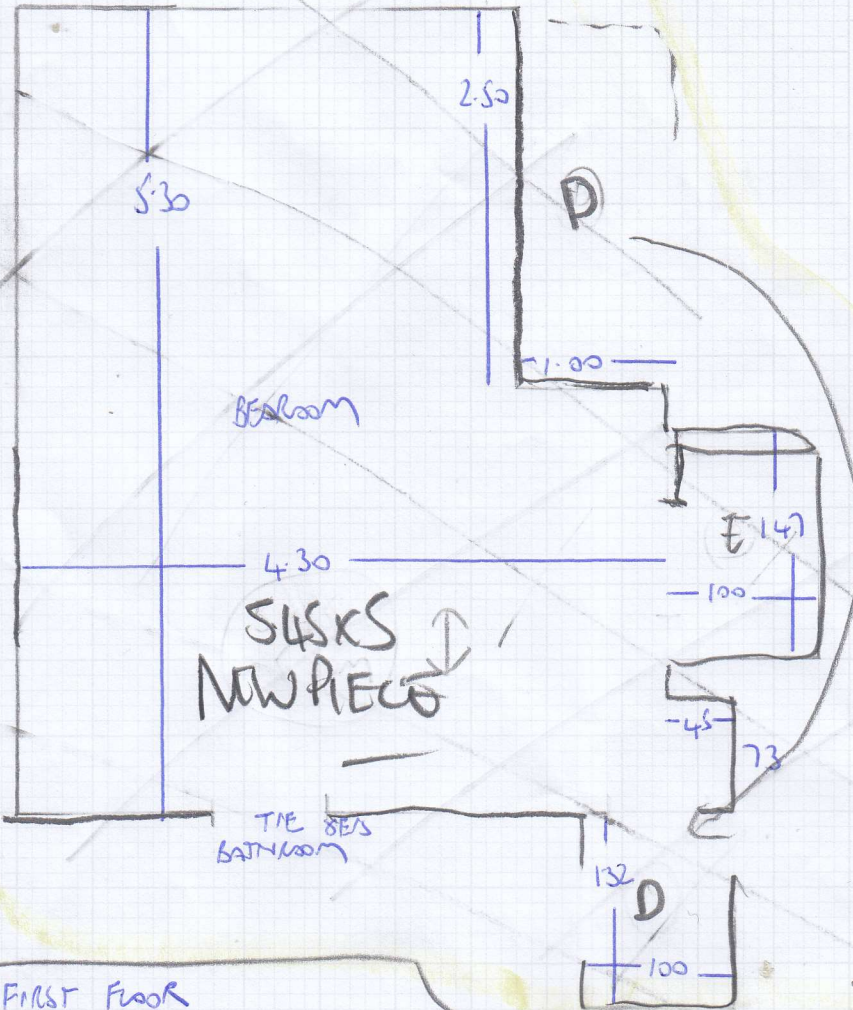 2.50
5.30
D
1.00
BEDROOM
E 147
4.30
100
545x5
NEW PIECE
45
73
T/E
BATHROOM
132
D
100
FIRST FLOOR